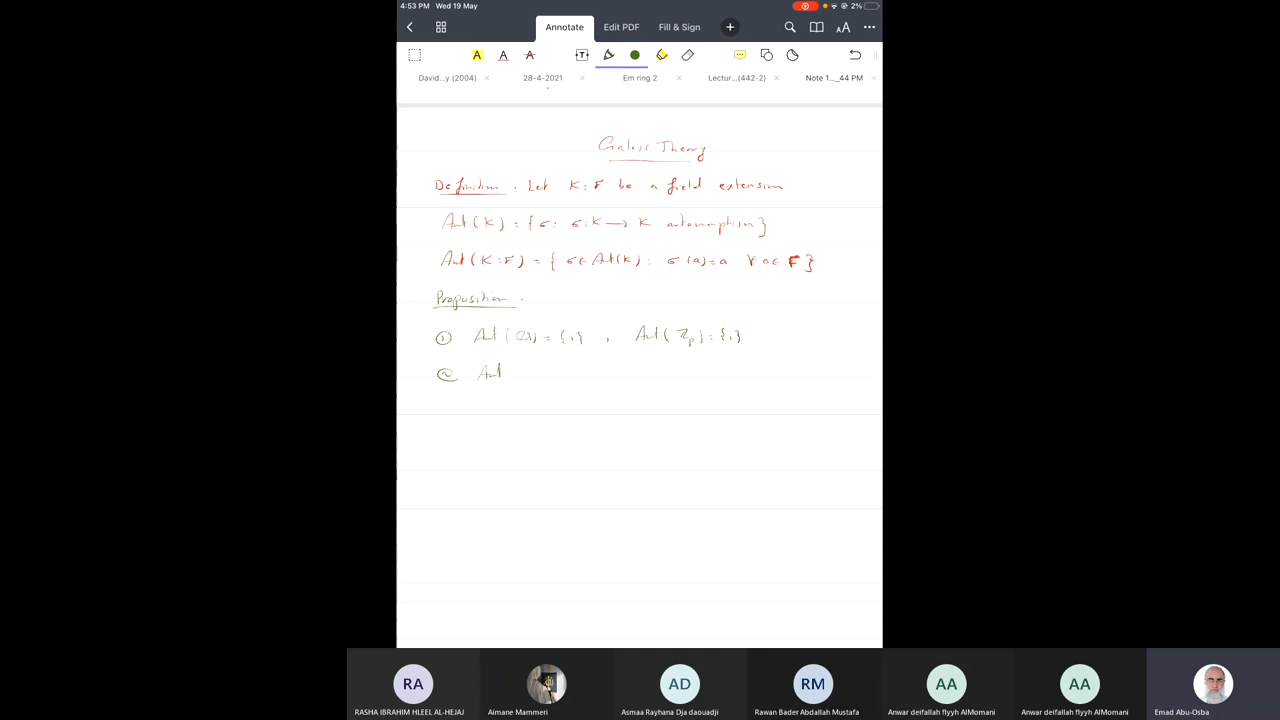 4:53 PM Wed 19 May 2%
Annotate Edit PDF Fill & Sign
A A A T
David...y (2004) 28-4-2021 Em ring 2 Lectur...(442-2) Note 1..._44 PM
Galois Theory
Definition. Let K:F be a field extension
Aut(K) = {σ: σ:K → K automorphism}
Aut(K:F) = {σ∈Aut(K): σ(a)=a ∀ a∈ F}
Proposition.
① Aut(Q) = {1}, Aut(ℤp) = {1}
② Aut
RA AD RM AA AA
RASHA IBRAHIM HLEEL AL-HEJAJ Aimane Mammeri Asmaa Rayhana Dja daouadji Rawan Bader Abdallah Mustafa Anwar deifallah flyyh AlMomani Anwar deifallah flyyh AlMomani Emad Abu-Osba